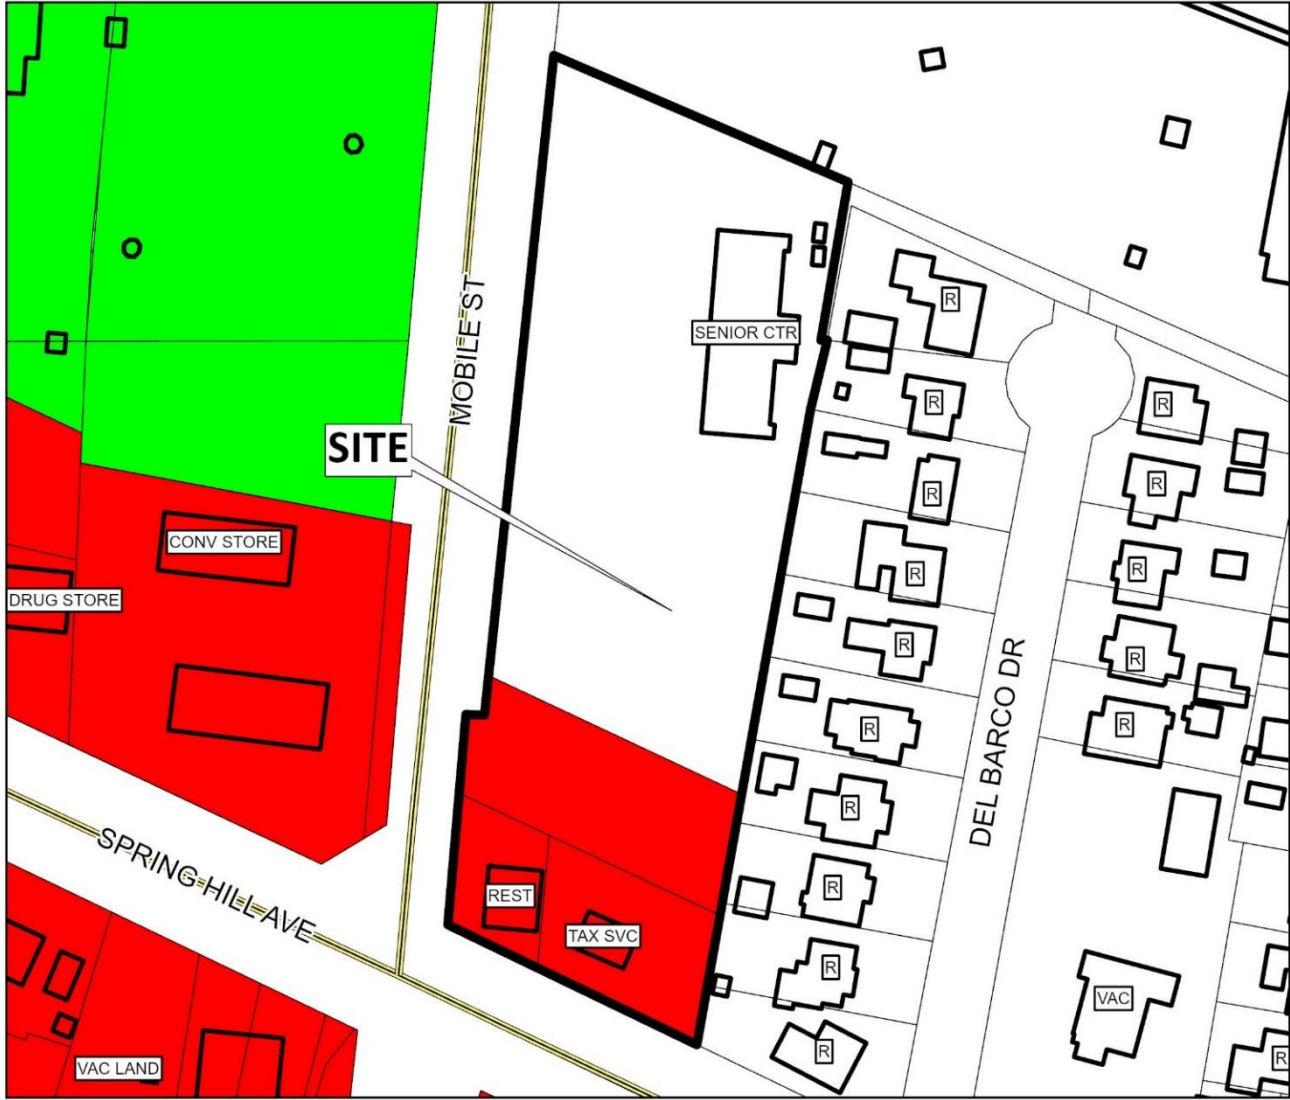 R
SENIOR CTR
MOBILE ST
R
R
SITE
R
R
CONV STORE
R
R
DRUG STORE
R
R
R
DEL BARCO DR
R
R
R
SPRING HILL AVE
R
REST
TAX SVC
R
VAC
R
R
VAC LAND